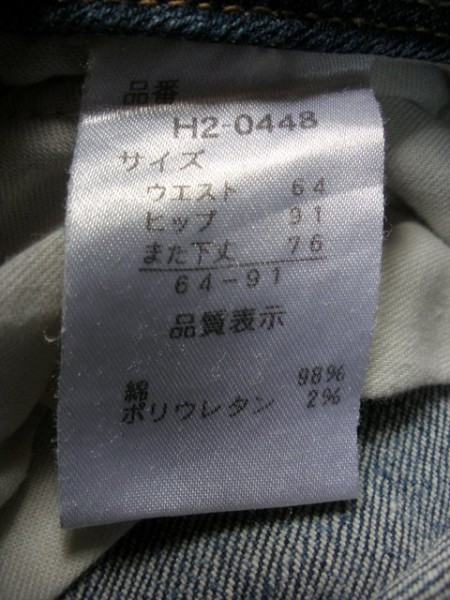 品番
H2-0448
サイズ
ウエスト 64
ヒップ 91
また下丈 76
64-91
品質表示
綿 98%
ポリウレタン 2%